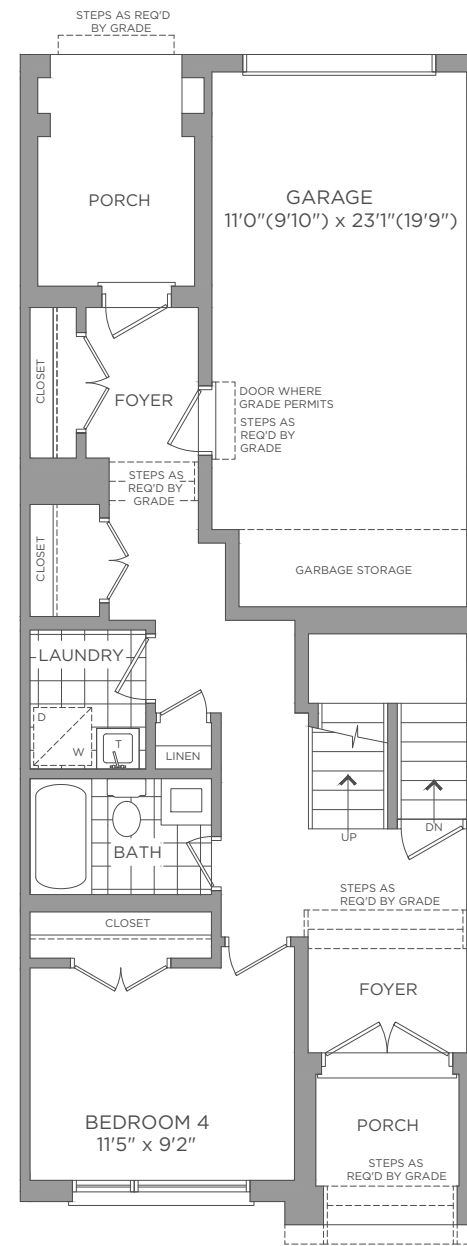 STEPS AS REQ'D
BY GRADE
PORCH
GARAGE
11'0"(9'10") x 23'1"(19'9")
CLOSET
FOYER
DOOR WHERE
GRADE PERMITS
STEPS AS
REQ'D BY
GRADE
STEPS AS
REQ'D BY
GRADE
CLOSET
GARBAGE STORAGE
LAUNDRY
D
W
T
LINEN
UP
DN
BATH
STEPS AS
REQ'D BY GRADE
CLOSET
FOYER
BEDROOM 4
11'5" x 9'2"
PORCH
STEPS AS
REQ'D BY GRADE